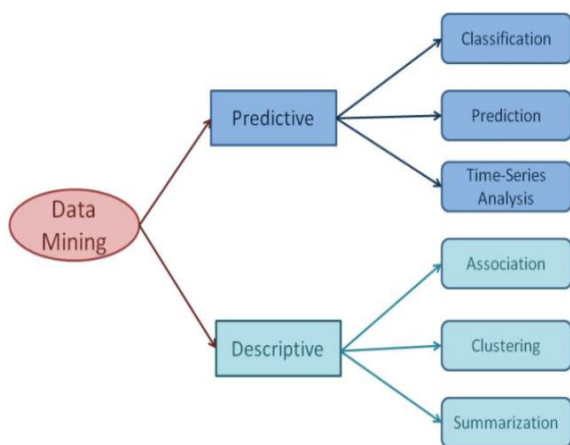 Data
Mining
Predictive
Classification
Prediction
Time-Series
Analysis
Descriptive
Association
Clustering
Summarization